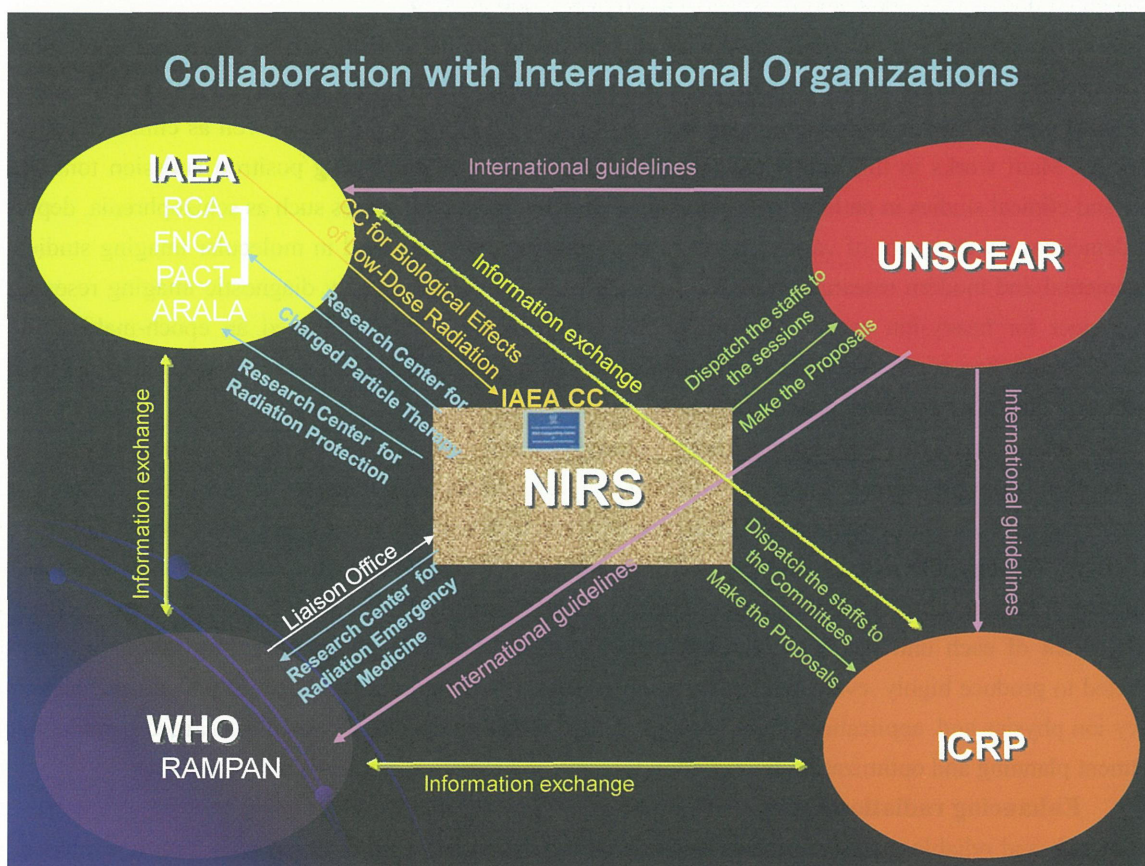 Collaboration with International Organizations
IAEA
RCA
FNCA
PACT
ARALA
International guidelines
UNSCEAR
CC for Biological Effects
of Low-Dose Radiation
Information exchange
Research Center for
Charged Particle Therapy
Research Center for
Radiation Protection
Dispatch the staffs to
the sessions
Make the Proposals
IAEA CC
NIRS
Information exchange
International guidelines
Liaison Office
Research Center for
Radiation Emergency
Medicine
International guidelines
Dispatch the staffs to
the Committees
Make the Proposals
WHO
RAMPAN
Information exchange
ICRP